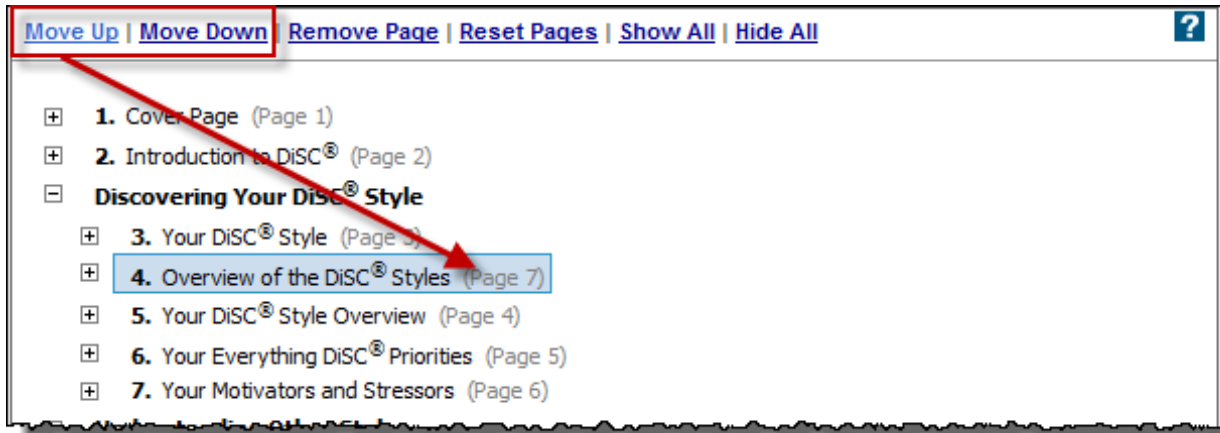 Move Up | Move Down | Remove Page | Reset Pages | Show All | Hide All ?
1. Cover Page (Page 1)
2. Introduction to DiSC® (Page 2)
Discovering Your DiSC® Style
3. Your DiSC® Style (Page 3)
4. Overview of the DiSC® Styles (Page 7)
5. Your DiSC® Style Overview (Page 4)
6. Your Everything DiSC® Priorities (Page 5)
7. Your Motivators and Stressors (Page 6)